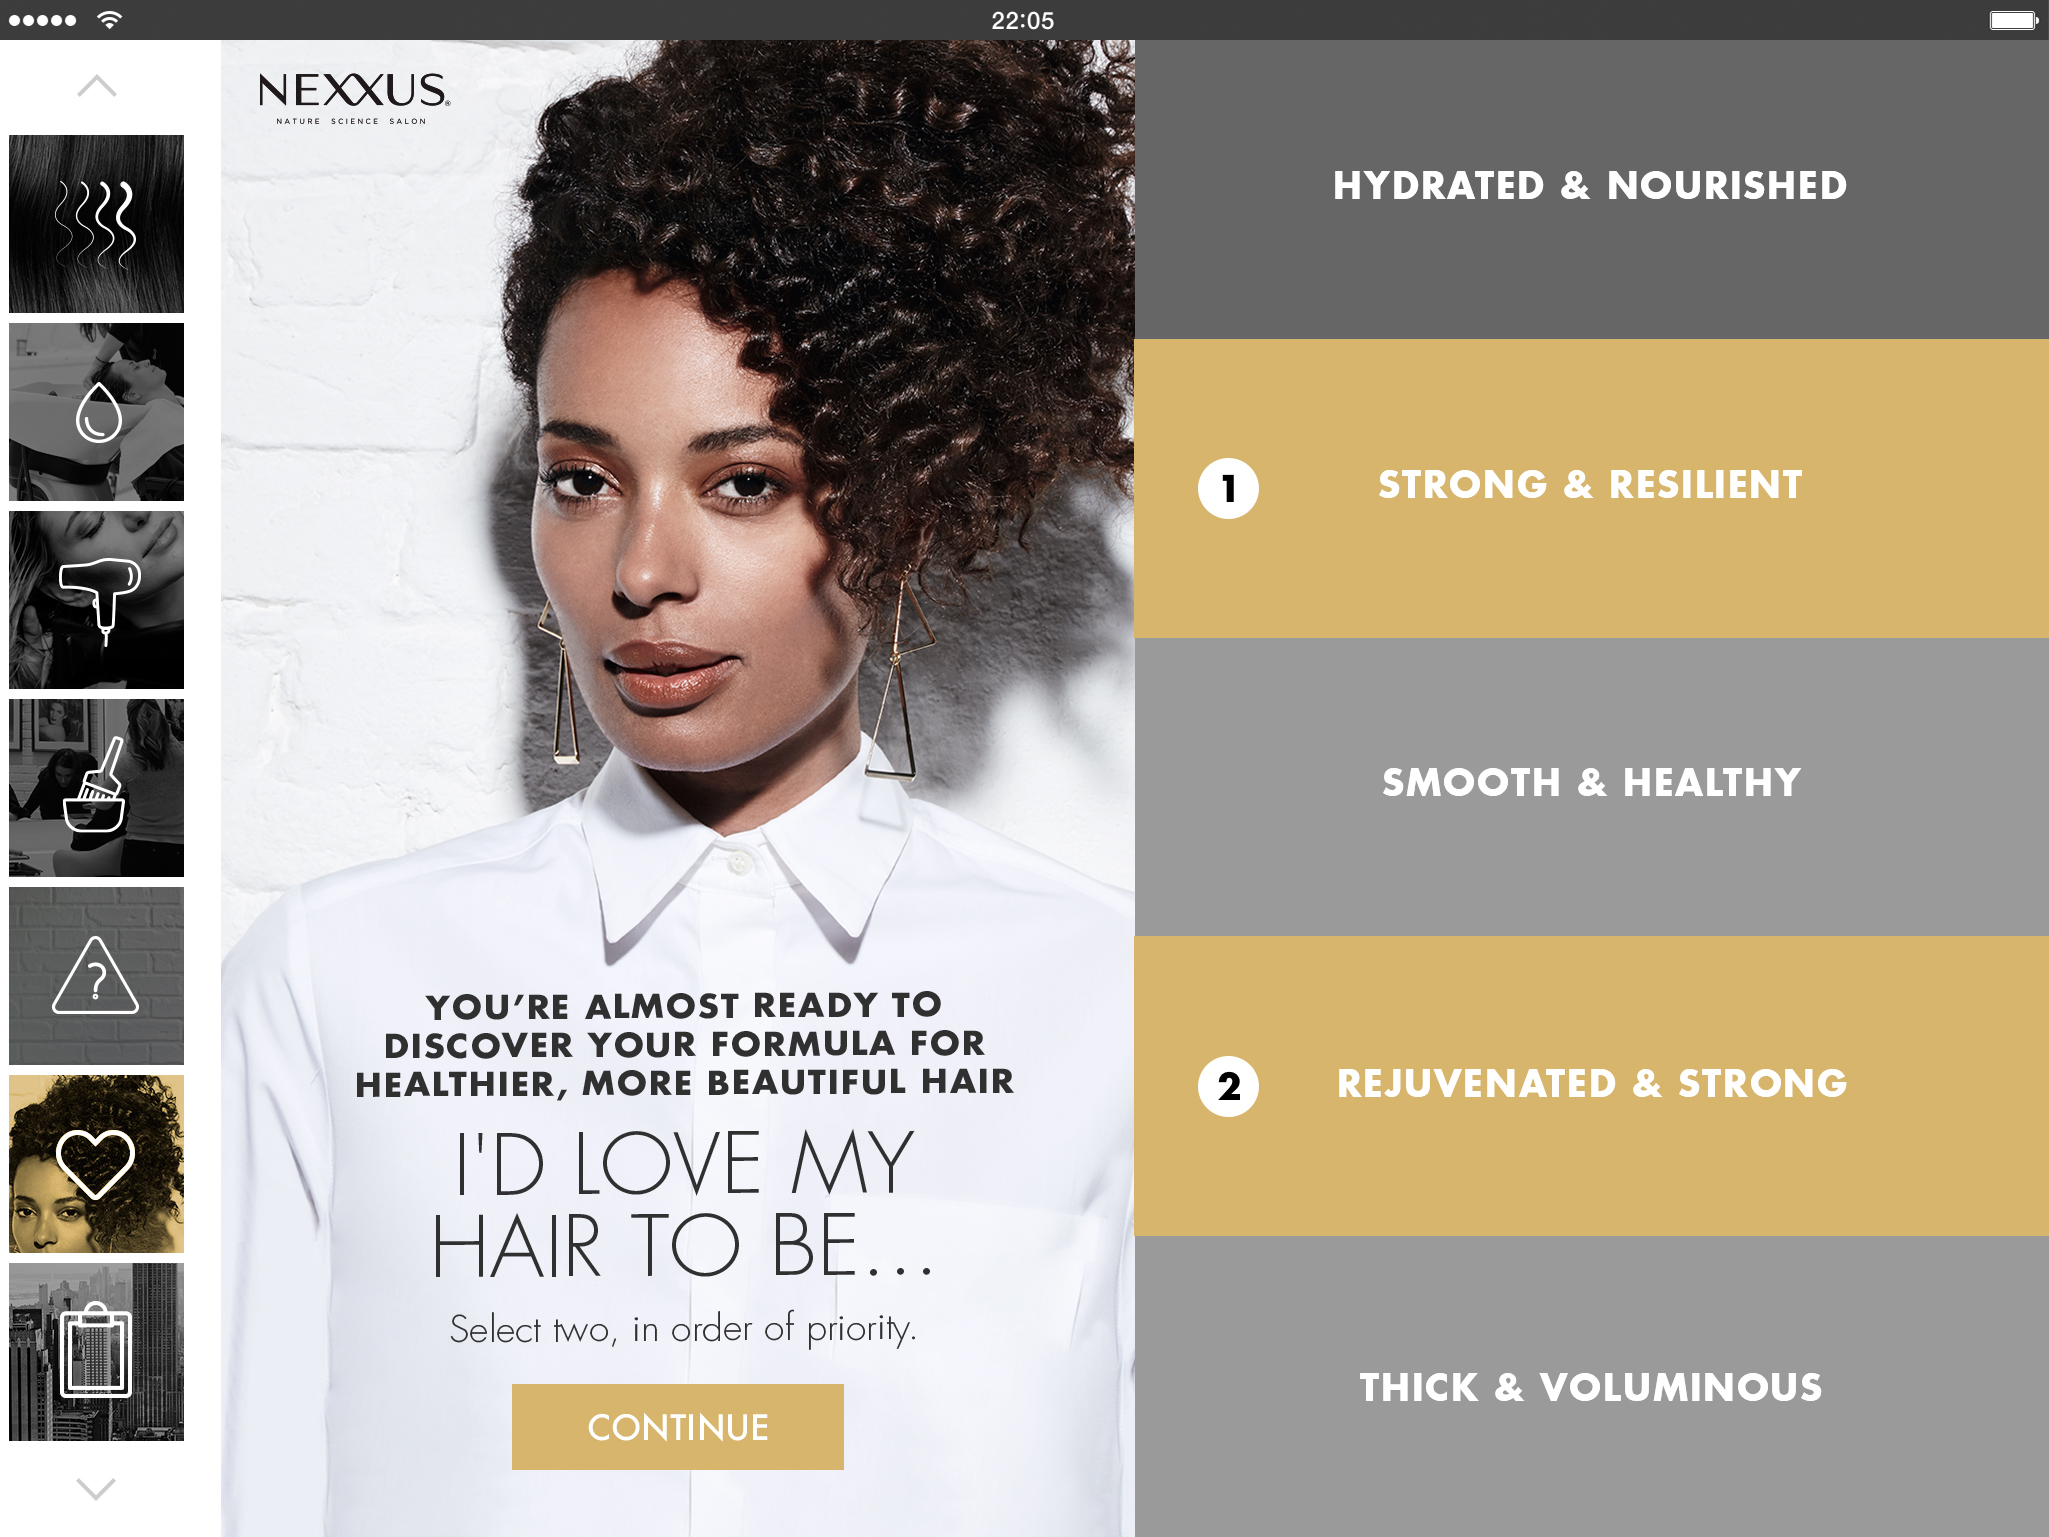 22:05
NEXXUS®
NATURE SCIENCE SALON
?
YOU’RE ALMOST READY TO
DISCOVER YOUR FORMULA FOR
HEALTHIER, MORE BEAUTIFUL HAIR
I'D LOVE MY
HAIR TO BE...
Select two, in order of priority.
CONTINUE
HYDRATED & NOURISHED
1 STRONG & RESILIENT
SMOOTH & HEALTHY
2 REJUVENATED & STRONG
THICK & VOLUMINOUS